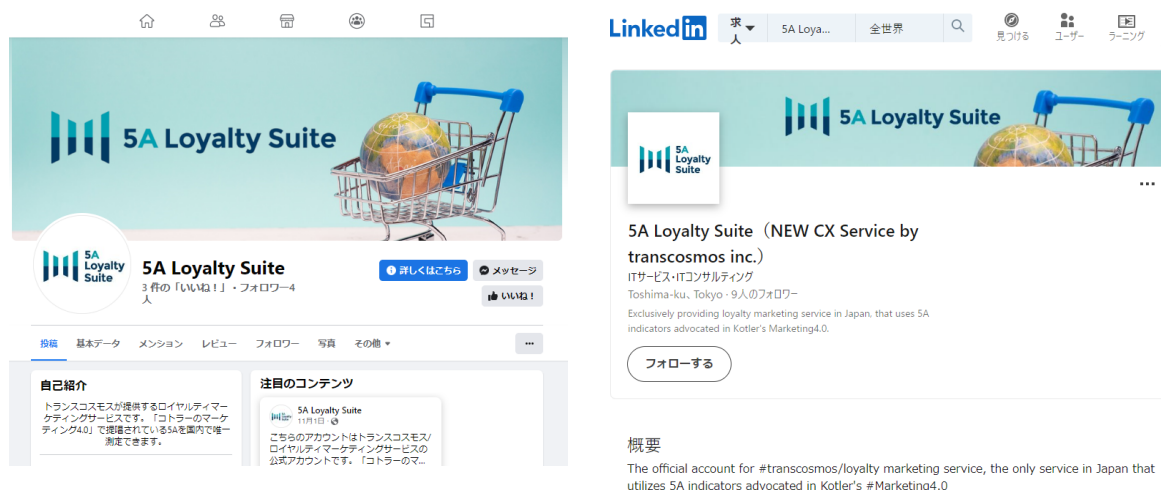 5A Loyalty Suite
5A
Loyalty
Suite
5A Loyalty Suite
3 件の「いいね！」・フォロワー4
人
詳しくはこちら
メッセージ
いいね！
投稿 基本データ メンション レビュー フォロワー 写真 その他
自己紹介
トランスコスモスが提供するロイヤルティマー
ケティングサービスです。「コトラーのマーケ
ティング4.0」で提唱されている5Aを国内で唯一
測定できます。
注目のコンテンツ
5A Loyalty Suite
11月1日
こちらのアカウントはトランスコスモス/
ロイヤルティマーケティングサービスの
公式アカウントです。「コトラーのマ...
Linked in
求
人
5A Loya...
全世界
見つける
ユーザー
ラーニング
5A Loyalty Suite
5A
Loyalty
Suite
5A Loyalty Suite（NEW CX Service by
transcosmos inc.）
ITサービス・ITコンサルティング
Toshima-ku、Tokyo · 9人のフォロワー
Exclusively providing loyalty marketing service in Japan, that uses 5A
indicators advocated in Kotler's Marketing4.0.
フォローする
概要
The official account for #transcosmos/loyalty marketing service, the only service in Japan that
utilizes 5A indicators advocated in Kotler's #Marketing4.0